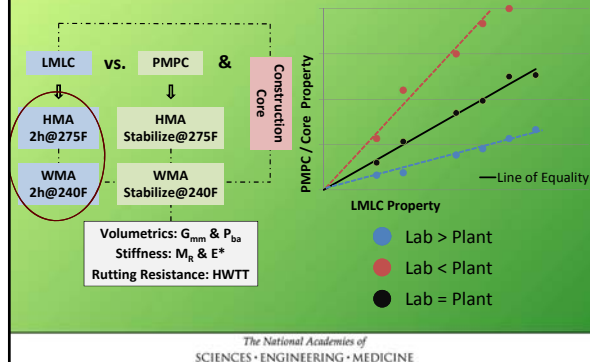 LMLC vs. PMPC &
Construction
Core
HMA
2h@275F
HMA
Stabilize@275F
WMA
2h@240F
WMA
Stabilize@240F
Volumetrics: Gmm & Pba
Stiffness: MR & E*
Rutting Resistance: HWTT
PMPC / Core Property
Line of Equality
LMLC Property
Lab > Plant
Lab < Plant
Lab = Plant
The National Academies of
SCIENCES • ENGINEERING • MEDICINE